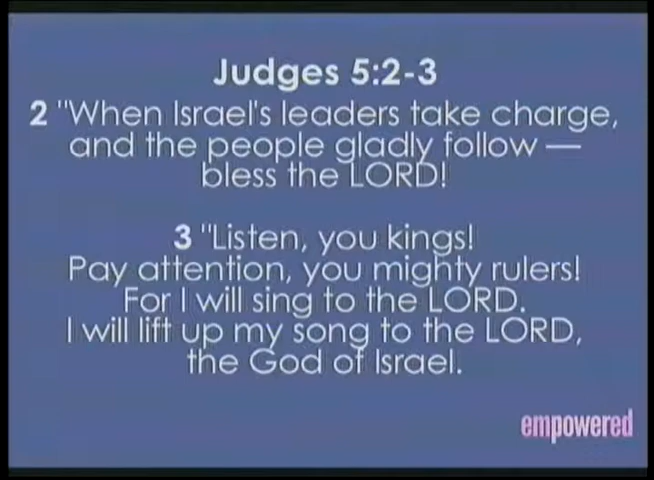 Judges 5:2-3
2 "When Israel's leaders take charge,
and the people gladly follow —
bless the LORD!
3 "Listen, you kings!
Pay attention, you mighty rulers!
For I will sing to the LORD.
I will lift up my song to the LORD,
the God of Israel.
empowered